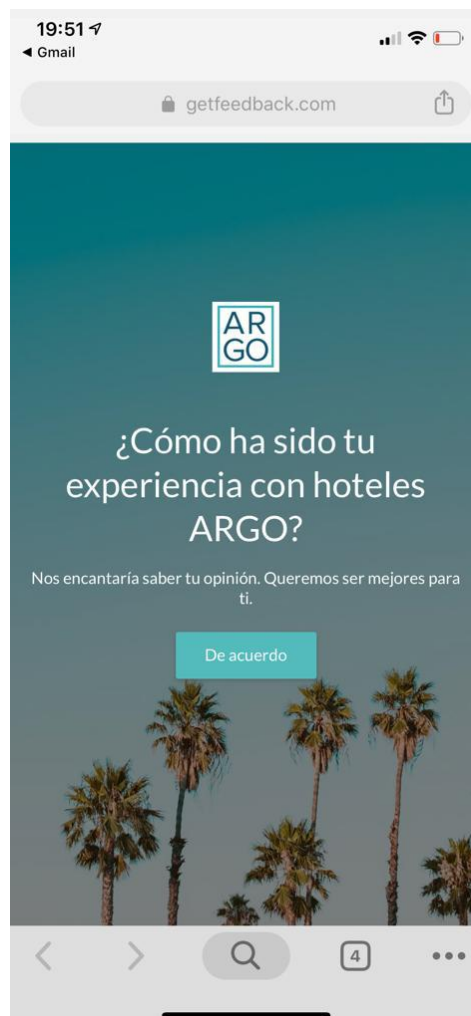 19:51
◀ Gmail
getfeedback.com
AR
GO
¿Cómo ha sido tu
experiencia con hoteles
ARGO?
Nos encantaría saber tu opinión. Queremos ser mejores para
ti.
De acuerdo
4